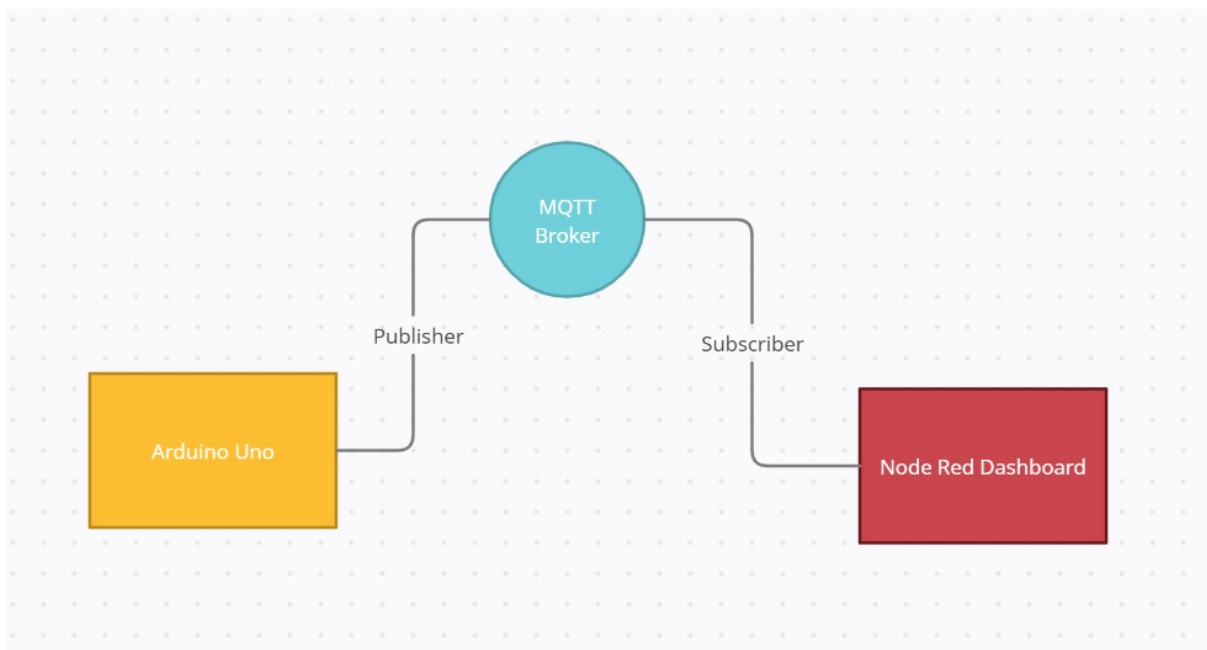 MQTT
Broker
Publisher
Subscriber
Arduino Uno
Node Red Dashboard